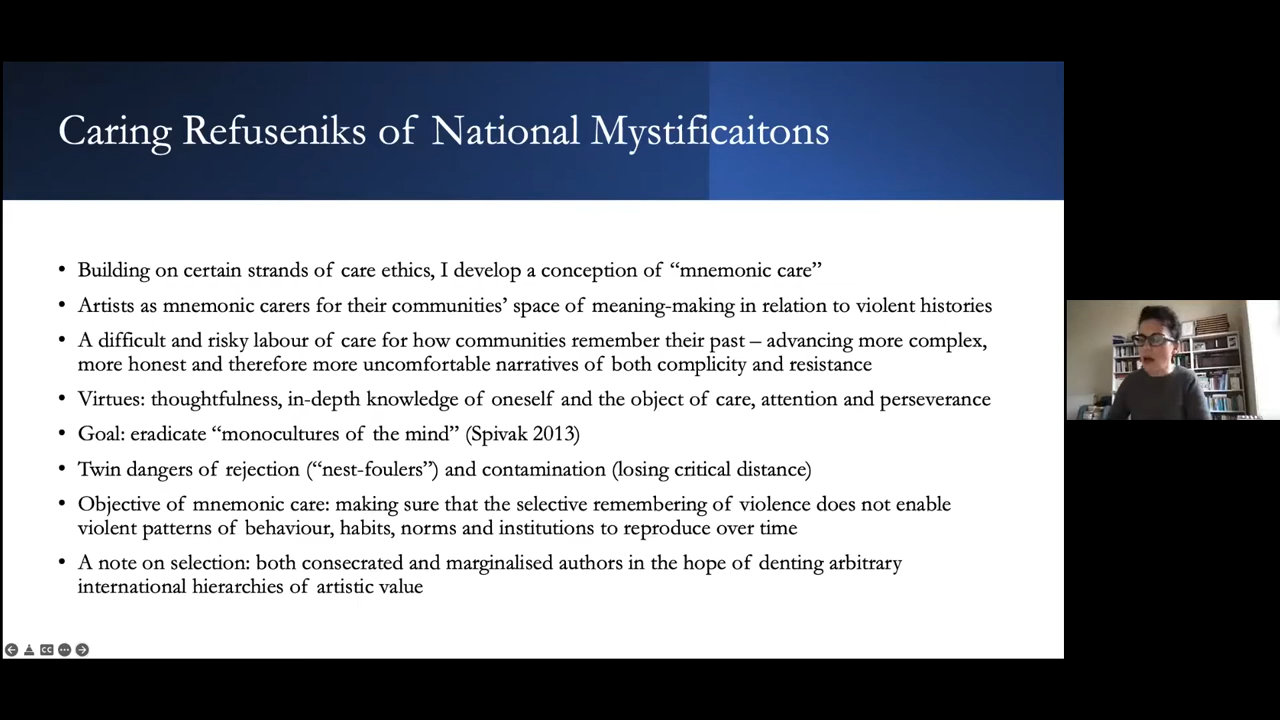 Caring Refuseniks of National Mystificaitons
• Building on certain strands of care ethics, I develop a conception of “mnemonic care”
• Artists as mnemonic carers for their communities’ space of meaning-making in relation to violent histories
• A difficult and risky labour of care for how communities remember their past – advancing more complex,
more honest and therefore more uncomfortable narratives of both complicity and resistance
• Virtues: thoughtfulness, in-depth knowledge of oneself and the object of care, attention and perseverance
• Goal: eradicate “monocultures of the mind” (Spivak 2013)
• Twin dangers of rejection (“nest-foulers”) and contamination (losing critical distance)
• Objective of mnemonic care: making sure that the selective remembering of violence does not enable
violent patterns of behaviour, habits, norms and institutions to reproduce over time
• A note on selection: both consecrated and marginalised authors in the hope of denting arbitrary
international hierarchies of artistic value
CC